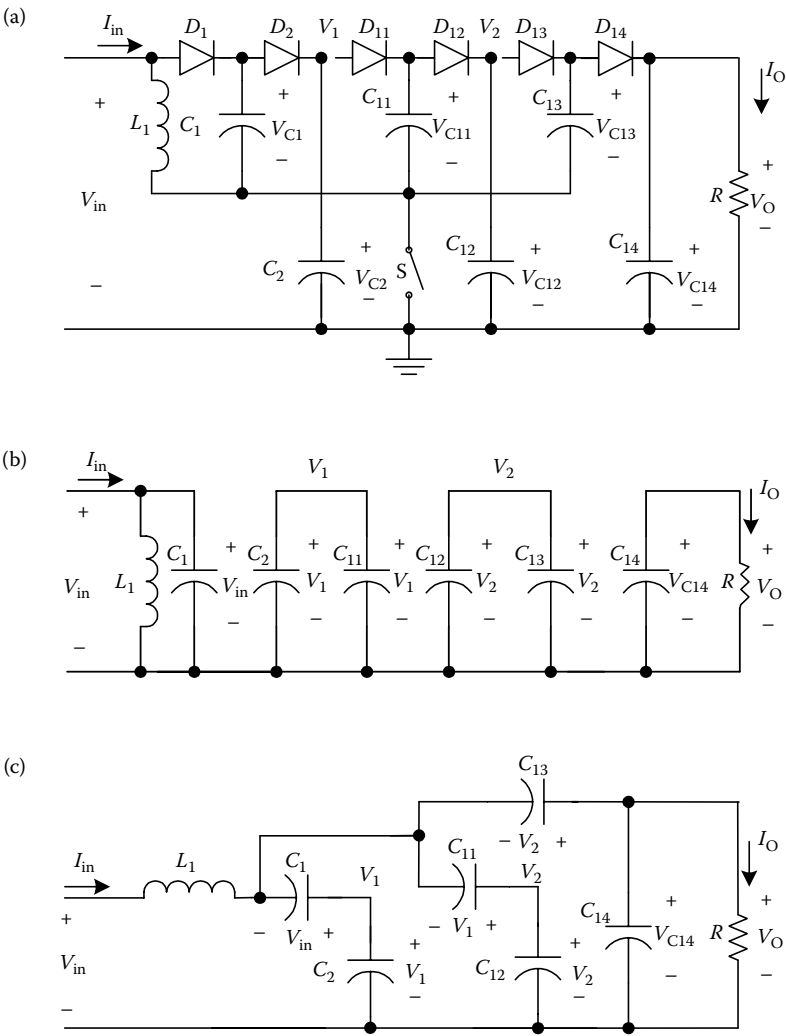 (a)
I_in D_1 D_2 V_1 D_11 D_12 V_2 D_13 D_14
I_O
+ L_1 C_1 + V_C1 − C_11 + V_C11 − C_13 + V_C13 −
V_in R + V_O −
− C_2 + V_C2 − S C_12 + V_C12 − C_14 + V_C14 −
(b)
I_in V_1 V_2 I_O
+ C_1 + C_2 + C_11 + C_12 + C_13 + C_14 + +
V_in L_1 V_in V_1 V_1 V_2 V_2 V_C14 R V_O
− − − − − − − −
(c)
C_13
− V_2 +
I_in L_1 C_1 V_1 C_11 V_2 I_O
+ − V_in + − V_1 + C_14 + +
V_in C_2 + V_1 − C_12 + V_2 − V_C14 R V_O
− − −